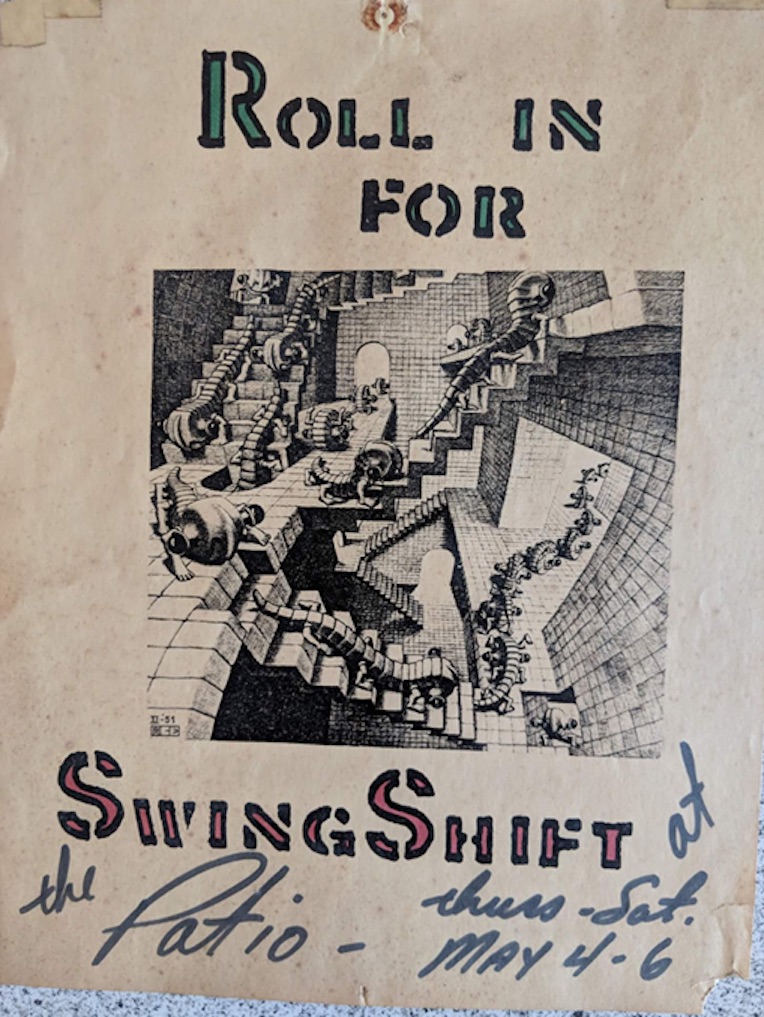 ROLL IN
FOR
XI-51
SWINGSHIFT at
the Patio - thurs-Sat.
MAY 4-6